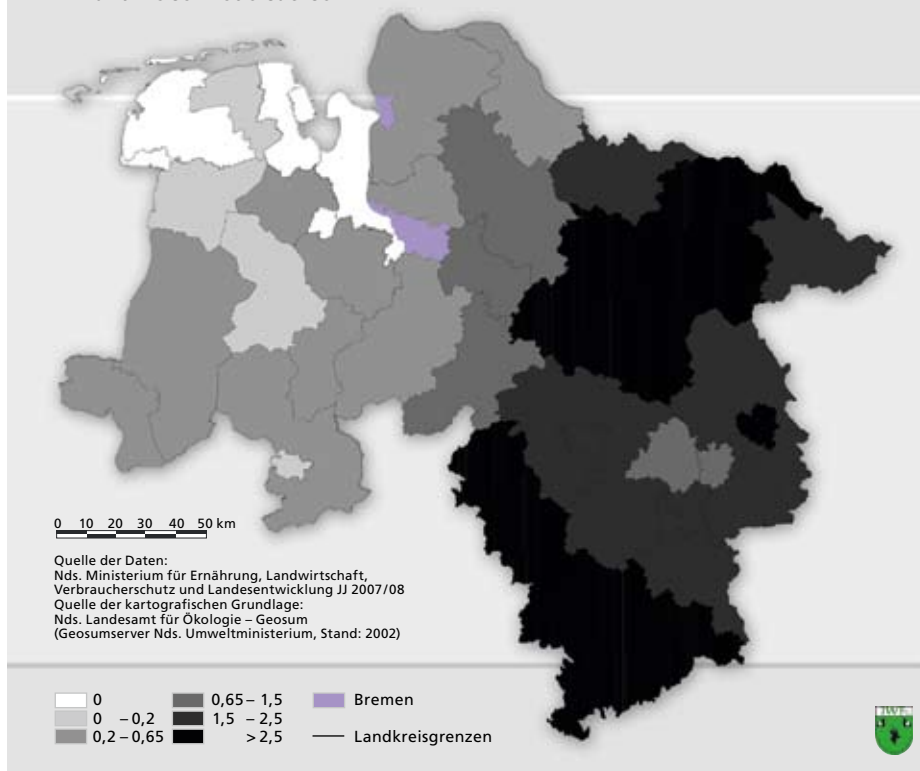 0 10 20 30 40 50 km
Quelle der Daten:
Nds. Ministerium für Ernährung, Landwirtschaft,
Verbraucherschutz und Landesentwicklung JJ 2007/08
Quelle der kartografischen Grundlage:
Nds. Landesamt für Ökologie – Geosum
(Geosumserver Nds. Umweltministerium, Stand: 2002)
0
0 – 0,2
0,2 – 0,65
0,65 – 1,5
1,5 – 2,5
> 2,5
Bremen
Landkreisgrenzen